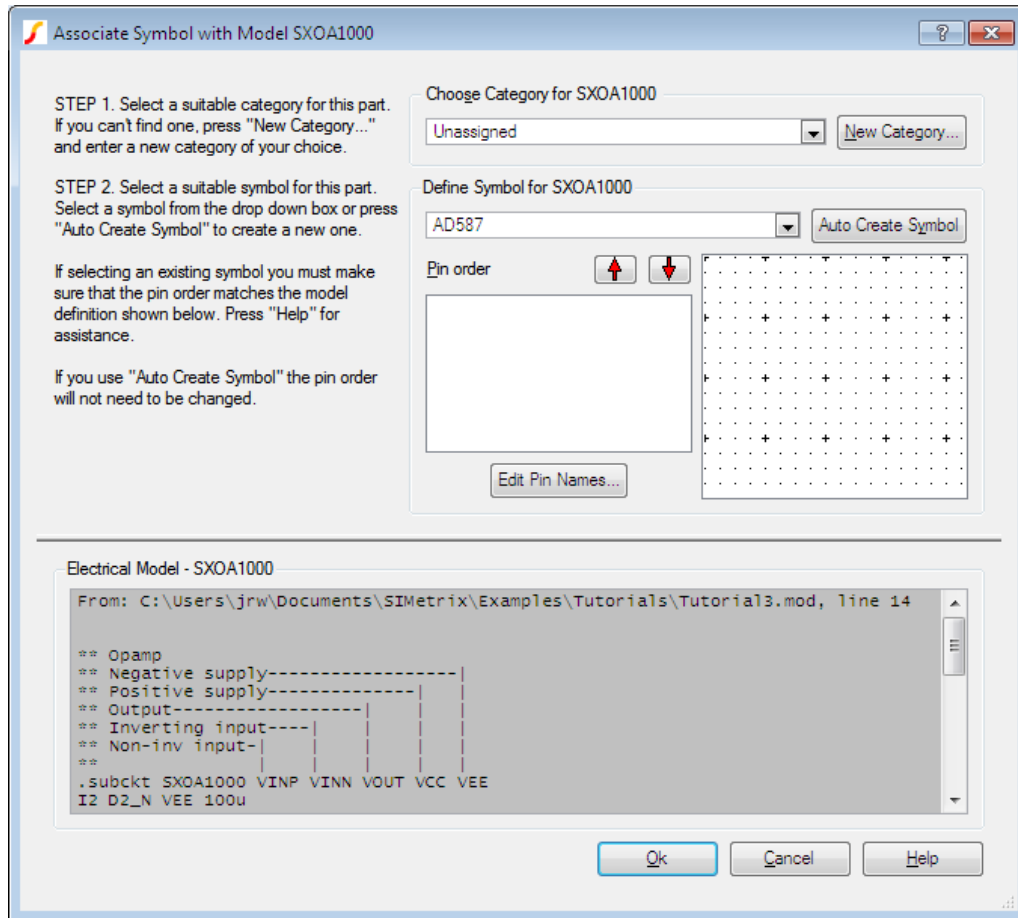 Associate Symbol with Model SXOA1000
STEP 1. Select a suitable category for this part.
If you can't find one, press "New Category..."
and enter a new category of your choice.
STEP 2. Select a suitable symbol for this part.
Select a symbol from the drop down box or press
"Auto Create Symbol" to create a new one.
If selecting an existing symbol you must make
sure that the pin order matches the model
definition shown below. Press "Help" for
assistance.
If you use "Auto Create Symbol" the pin order
will not need to be changed.
Choose Category for SXOA1000
Unassigned
New Category...
Define Symbol for SXOA1000
AD587
Auto Create Symbol
Pin order
Edit Pin Names...
Electrical Model - SXOA1000
From: C:\Users\jrw\Documents\SIMetrix\Examples\Tutorials\Tutorial3.mod, line 14
** Opamp
** Negative supply------------------|
** Positive supply--------------|    |
** Output------------------|    |    |
** Inverting input----|    |    |    |
** Non-inv input-|    |    |    |    |
**               |    |    |    |    |
.subckt SXOA1000 VINP VINN VOUT VCC VEE
I2 D2_N VEE 100u
Ok
Cancel
Help